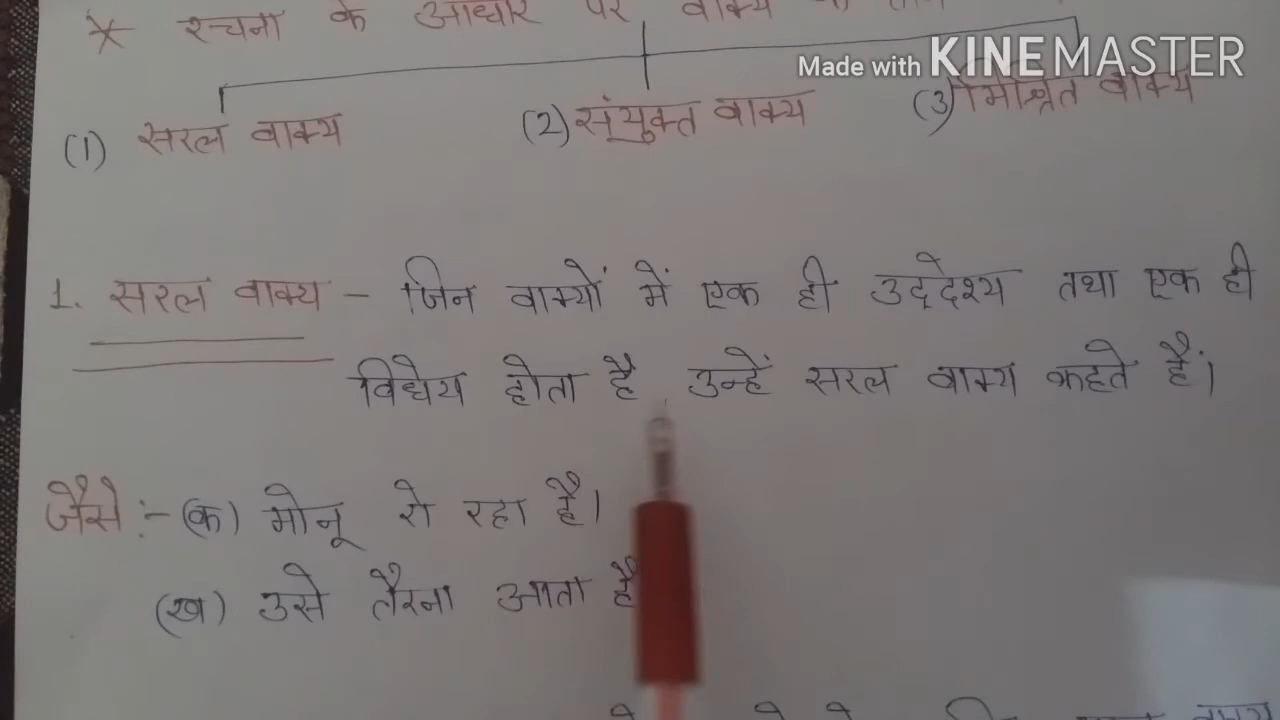 * रचना के आधार पर वाक्य
Made with KINEMASTER
(1) सरल वाक्य (2) संयुक्त वाक्य (3) मिश्रित वाक्य
1. सरल वाक्य - जिन वाक्यों में एक ही उद्देश्य तथा एक ही
विधेय होता है उन्हें सरल वाक्य कहते हैं।
जैसे :- (क) मोनू रो रहा है।
(ख) उसे तैरना आता है